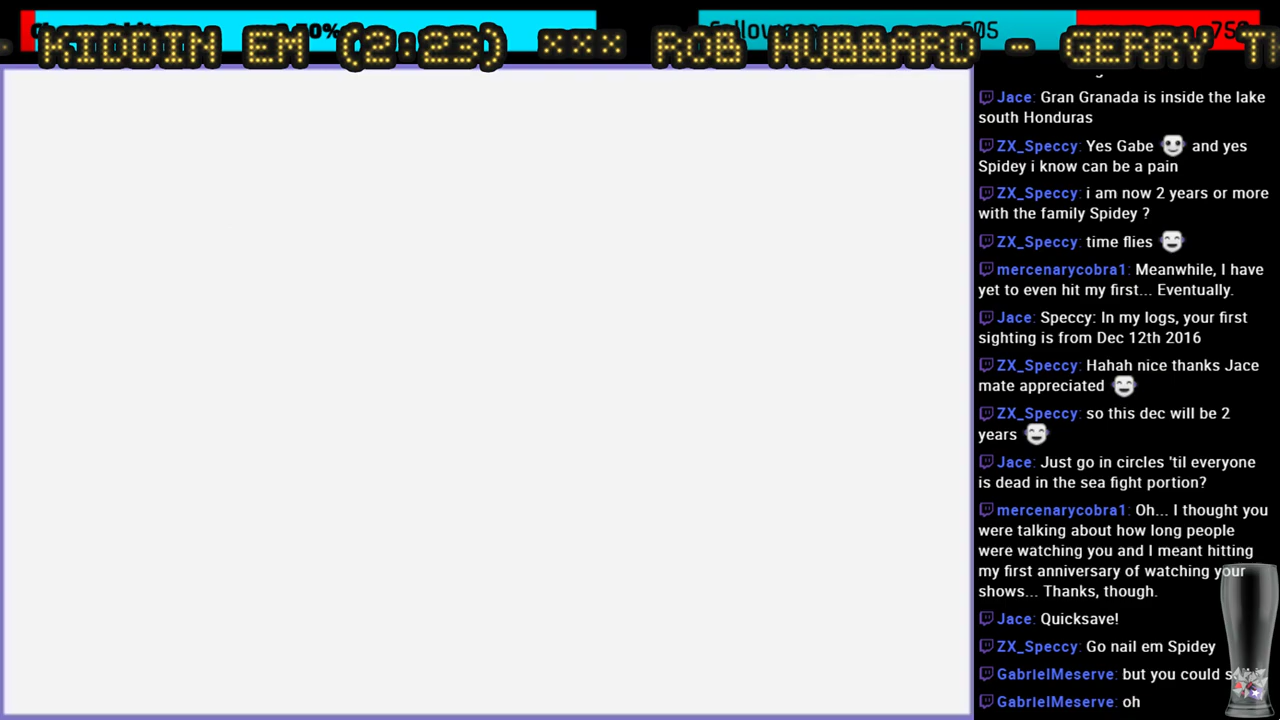 KIDDIN EM (2:23) ××× ROB HUBBARD - GERRY
Jace: Gran Granada is inside the lake
south Honduras
ZX_Speccy: Yes Gabe and yes
Spidey i know can be a pain
ZX_Speccy: i am now 2 years or more
with the family Spidey ?
ZX_Speccy: time flies
mercenarycobra1: Meanwhile, I have
yet to even hit my first... Eventually.
Jace: Speccy: In my logs, your first
sighting is from Dec 12th 2016
ZX_Speccy: Hahah nice thanks Jace
mate appreciated
ZX_Speccy: so this dec will be 2
years
Jace: Just go in circles 'til everyone
is dead in the sea fight portion?
mercenarycobra1: Oh... I thought you
were talking about how long people
were watching you and I meant hitting
my first anniversary of watching your
shows... Thanks, though.
Jace: Quicksave!
ZX_Speccy: Go nail em Spidey
GabrielMeserve: but you could
GabrielMeserve: oh